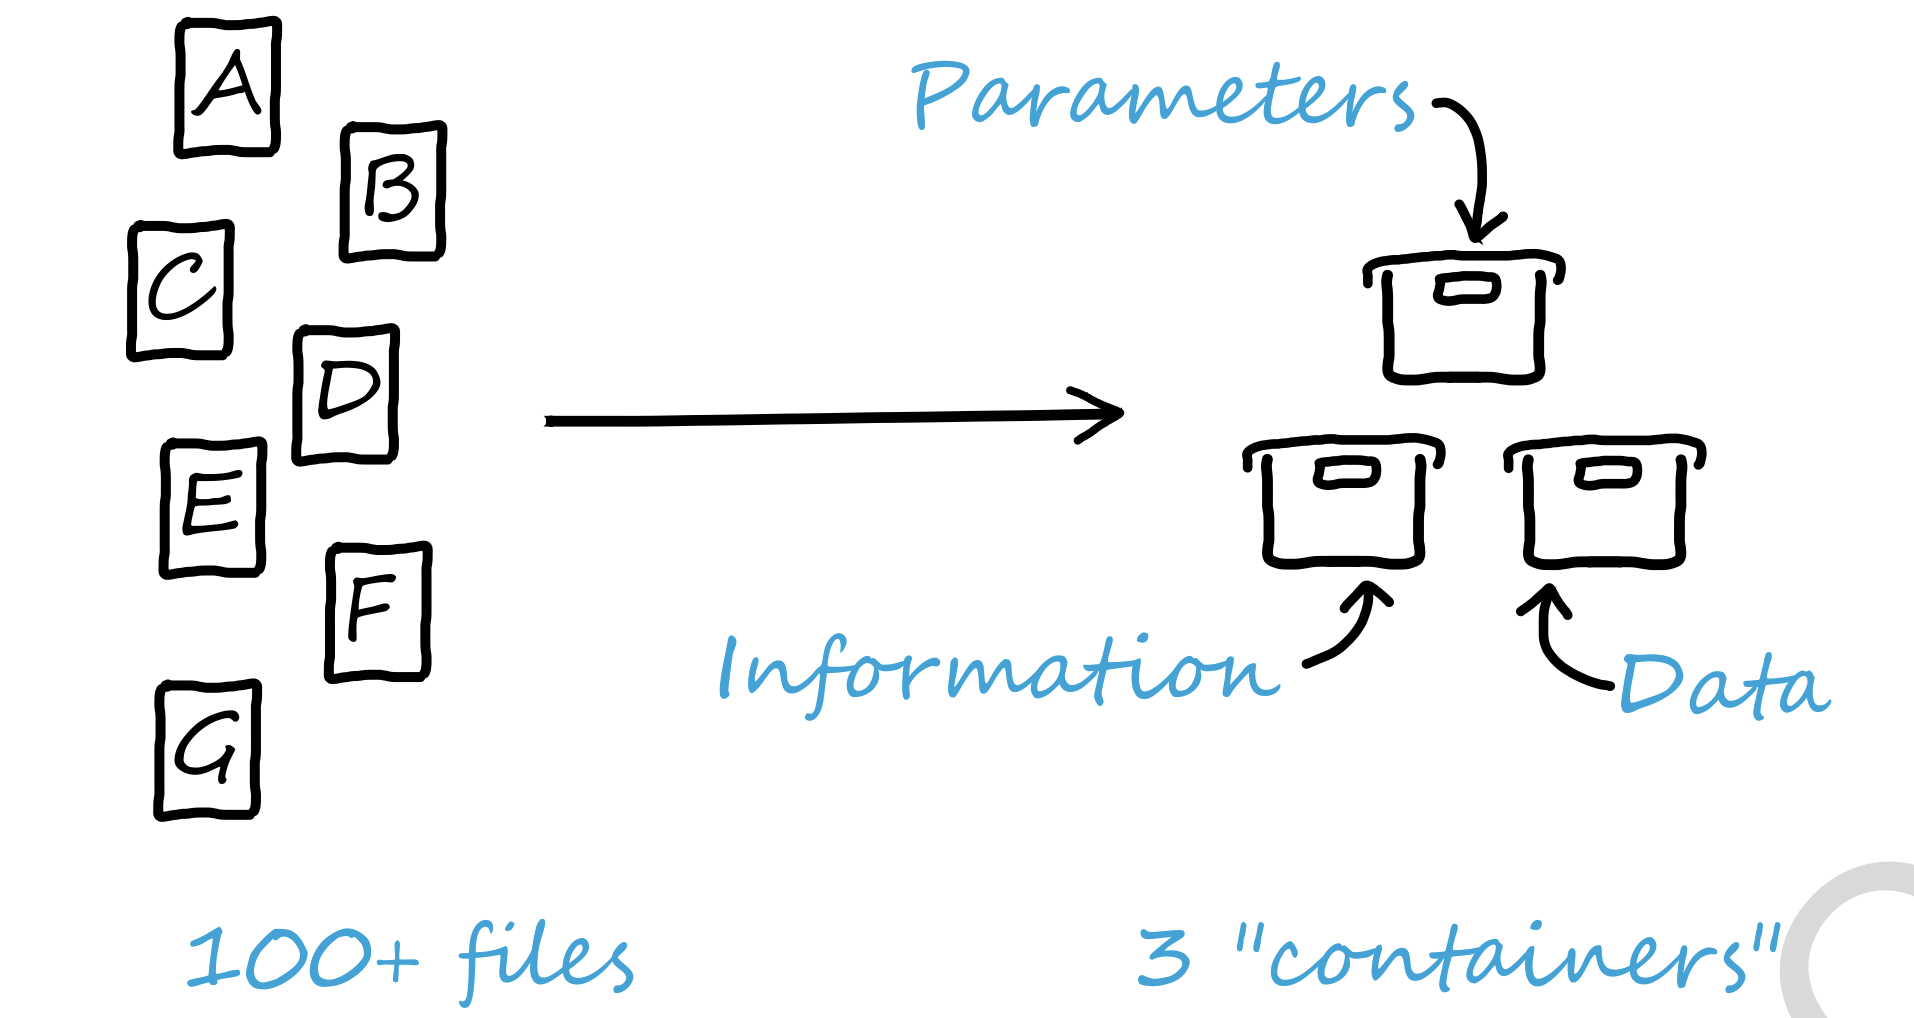 A
B
C
D
E
F
G
100+ files
Parameters
Information
Data
3 "containers"